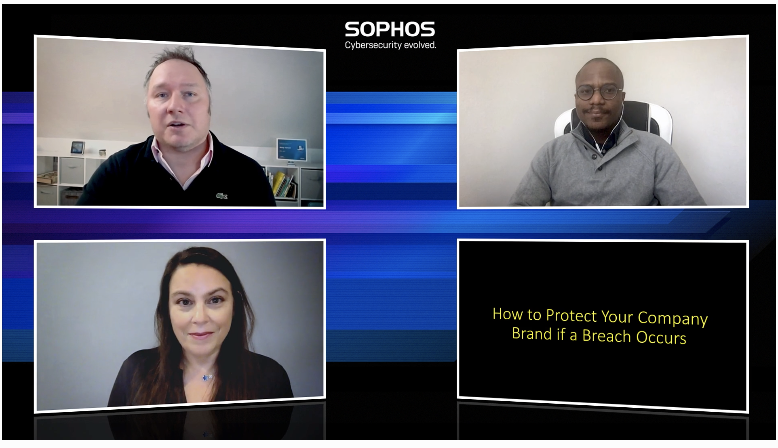 SOPHOS
Cybersecurity evolved.
How to Protect Your Company
Brand if a Breach Occurs